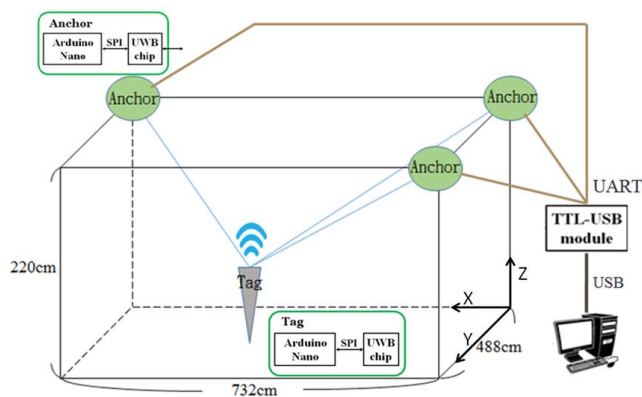 Anchor
Arduino
Nano
SPI
UWB
chip
Anchor
Anchor
Anchor
UART
TTL-USB
module
USB
220cm
Tag
Z
X
Y
488cm
Tag
Arduino
Nano
SPI
UWB
chip
732cm